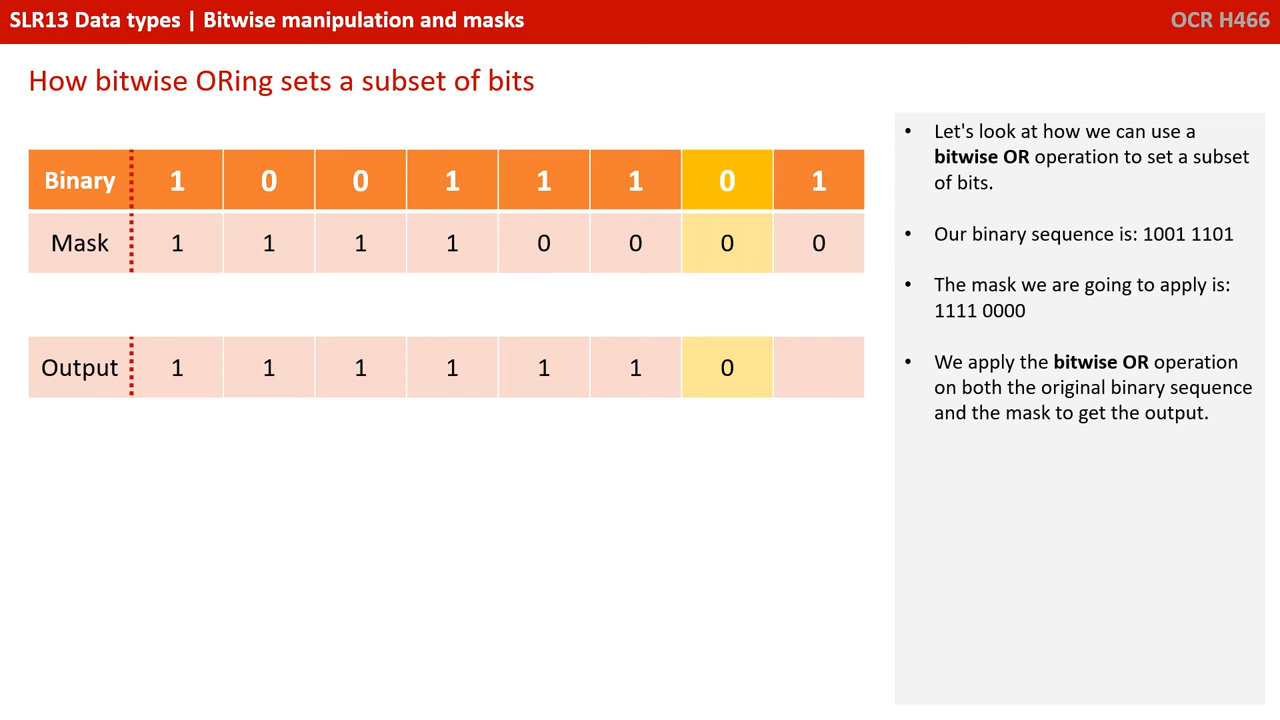 SLR13 Data types | Bitwise manipulation and masks
OCR H466
How bitwise ORing sets a subset of bits
Binary 1 0 0 1 1 1 0 1
Mask 1 1 1 1 0 0 0 0
Output 1 1 1 1 1 1 0
• Let's look at how we can use a
bitwise OR operation to set a subset
of bits.
• Our binary sequence is: 1001 1101
• The mask we are going to apply is:
1111 0000
• We apply the bitwise OR operation
on both the original binary sequence
and the mask to get the output.